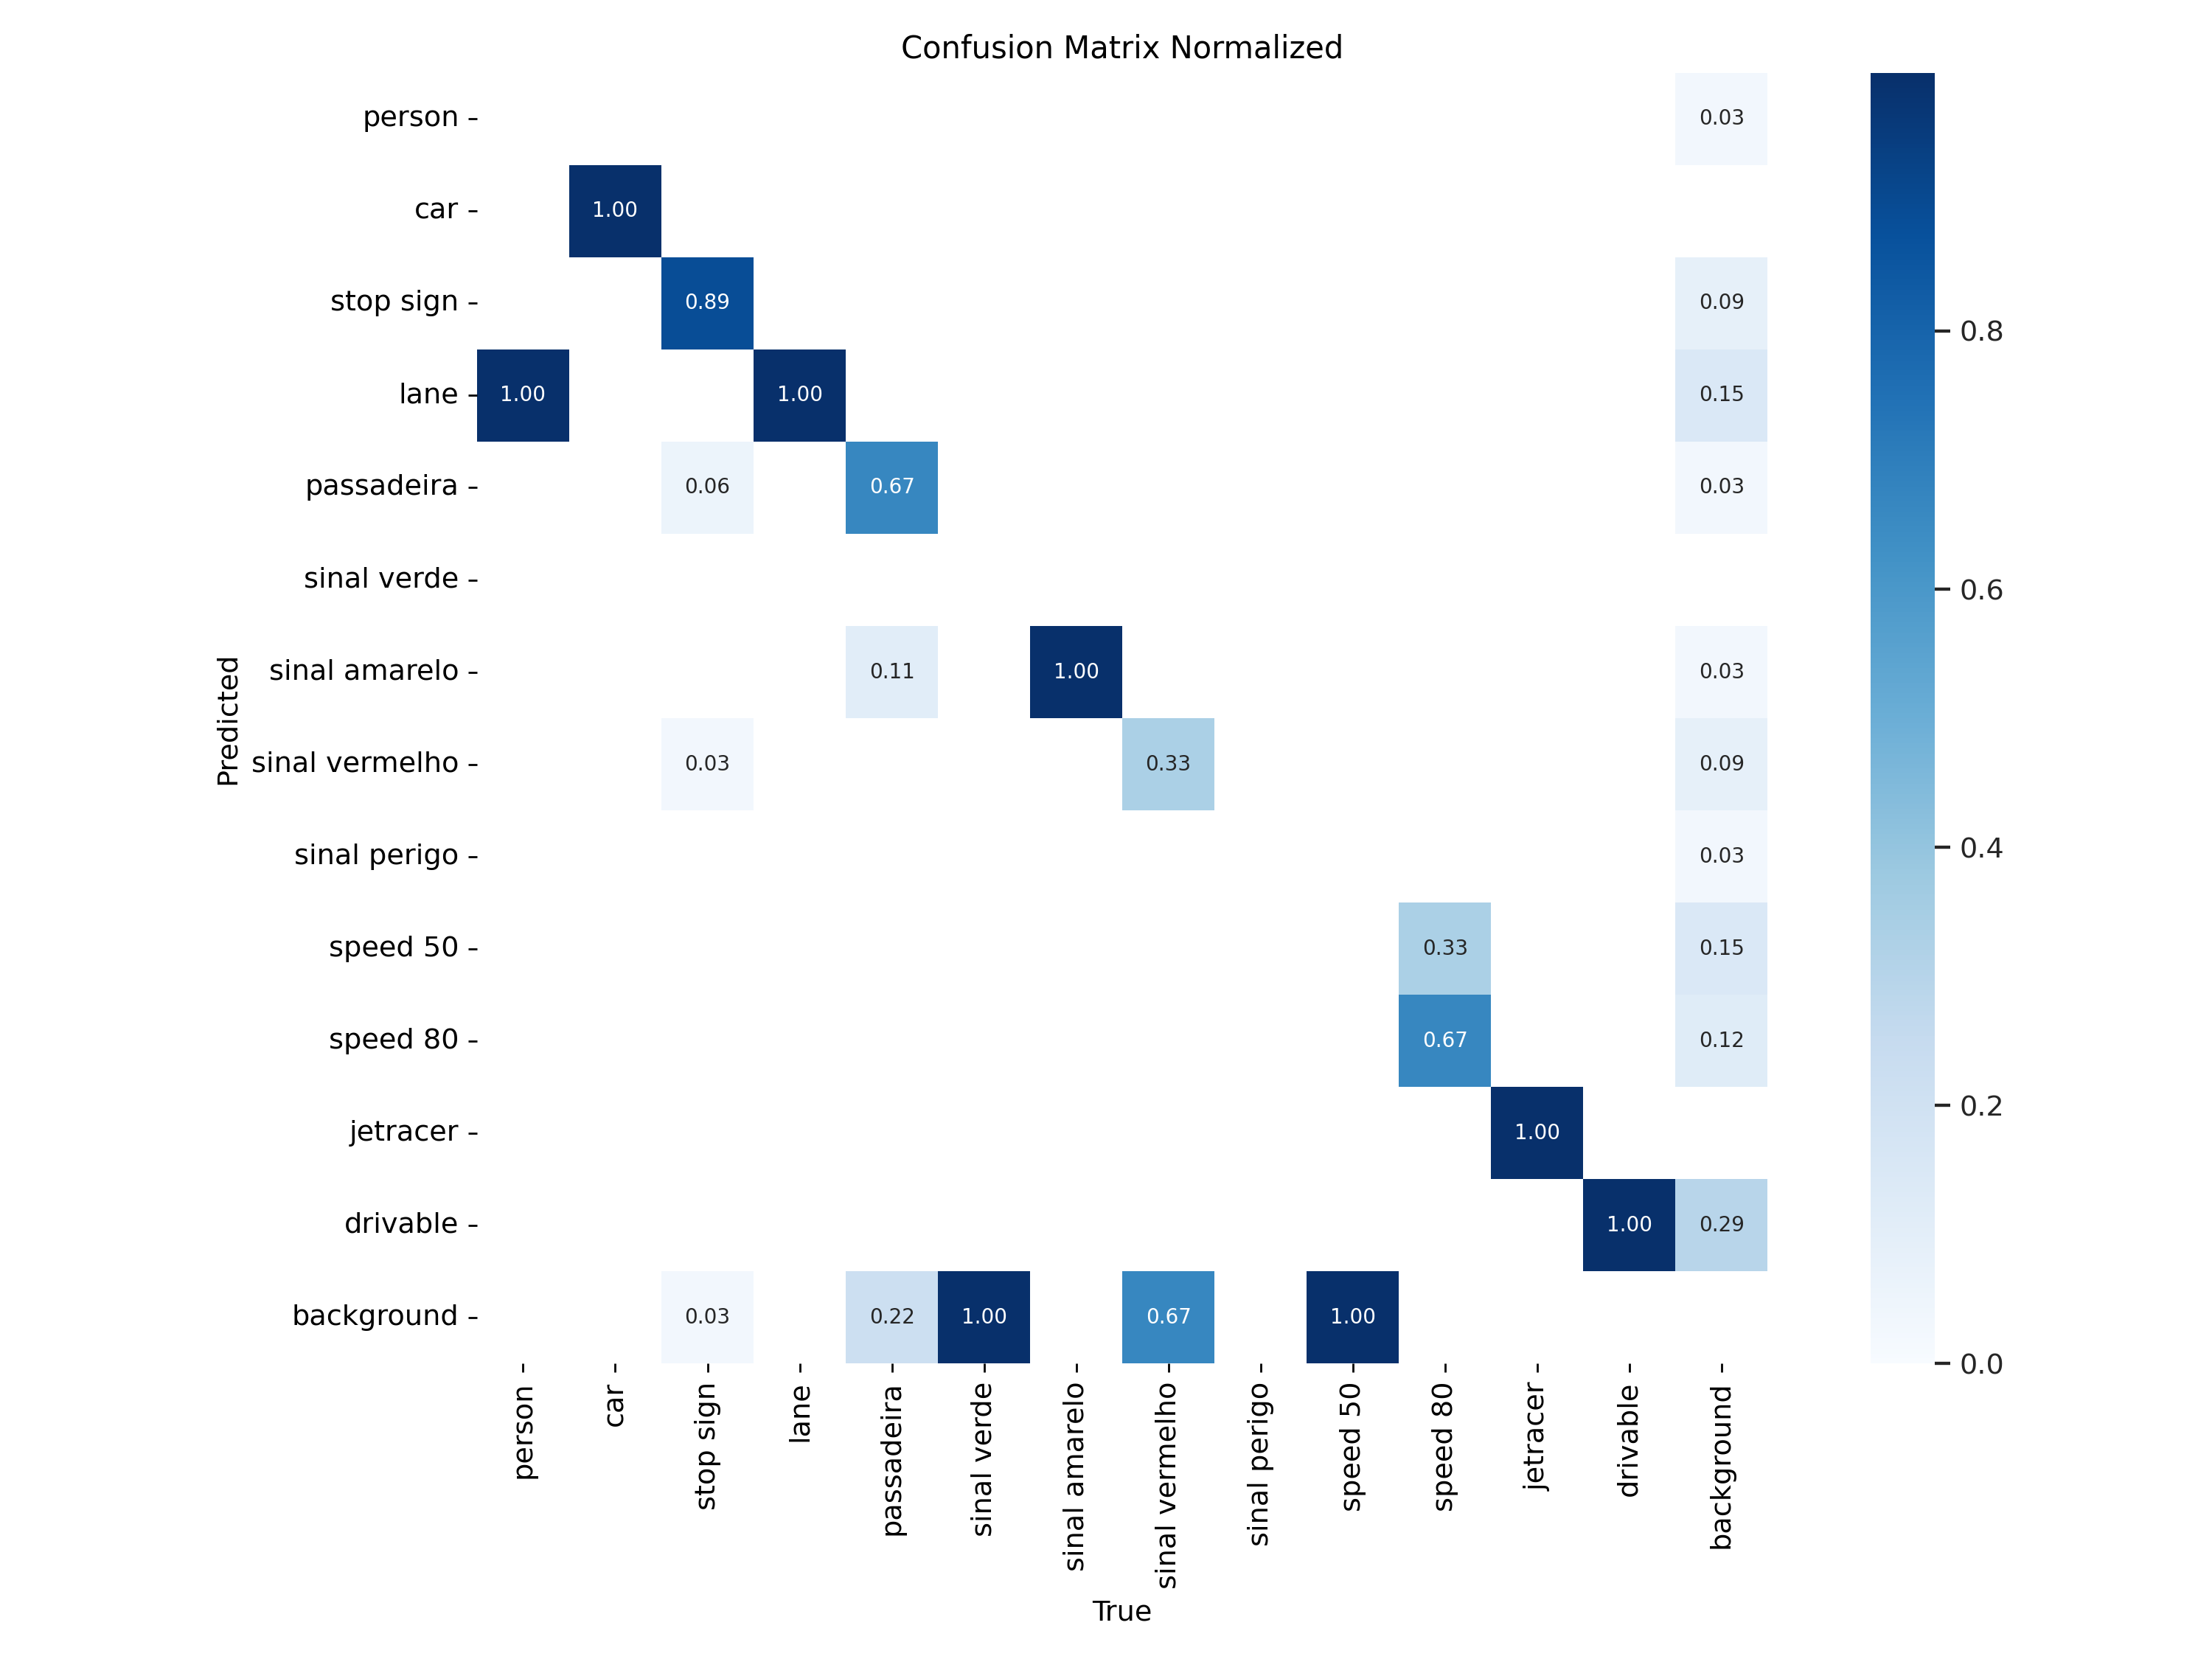 Confusion Matrix Normalized
person 0.03
car 1.00
stop sign 0.89 0.09
0.8
lane 1.00 1.00 0.15
passadeira 0.06 0.67 0.03
sinal verde
0.6
sinal amarelo 0.11 1.00 0.03
Predicted
sinal vermelho 0.03 0.33 0.09
sinal perigo 0.03
0.4
speed 50 0.33 0.15
speed 80 0.67 0.12
0.2
jetracer 1.00
drivable 1.00 0.29
background 0.03 0.22 1.00 0.67 1.00
0.0
person
car
stop sign
lane
passadeira
sinal verde
sinal amarelo
sinal vermelho
sinal perigo
speed 50
speed 80
jetracer
drivable
background
True